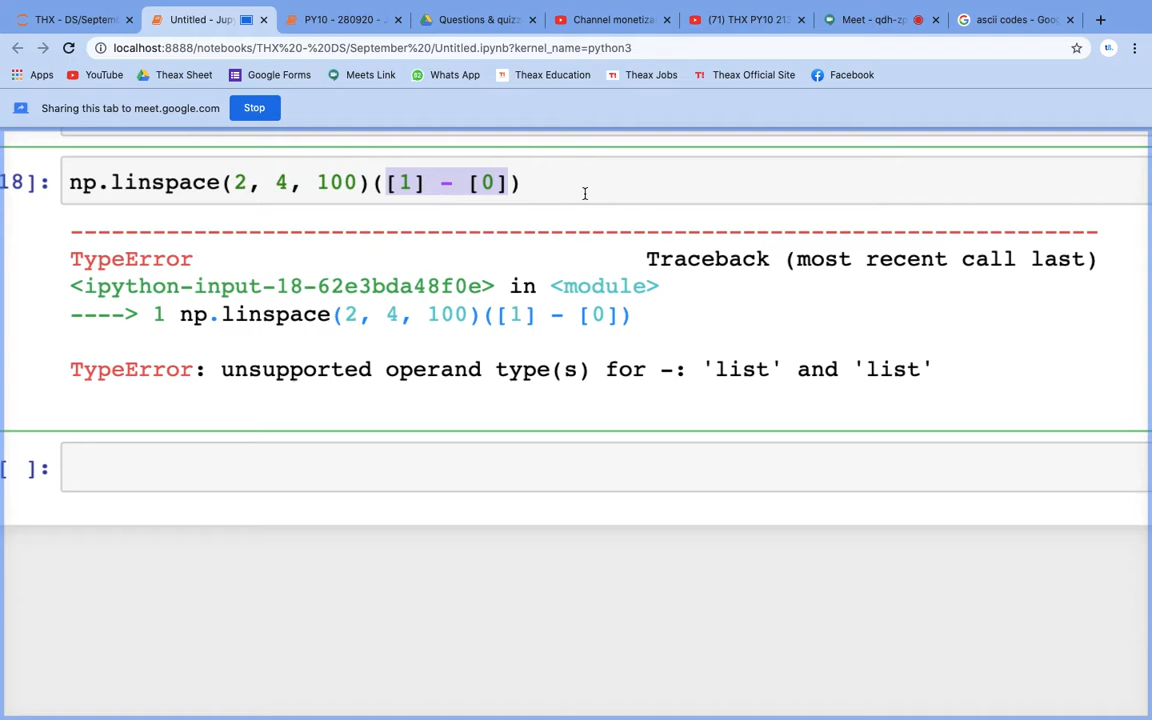 THX - DS/Septem
Untitled - Jup
PY10 - 280920 - J
Questions & quizz
Channel monetiza
(71) THX PY10 213
Meet - qdh-zp
ascii codes - Goo
localhost:8888/notebooks/THX%20-%20DS/September%20/Untitled.ipynb?kernel_name=python3
t8.
Apps
YouTube
Theax Sheet
Google Forms
Meets Link
Whats App
T! Theax Education
T! Theax Jobs
T! Theax Official Site
Facebook
Sharing this tab to meet.google.com
Stop
18]: np.linspace(2, 4, 100)([1] - [0])
---------------------------------------------------------------------------
TypeError Traceback (most recent call last)
<ipython-input-18-62e3bda48f0e> in <module>
----> 1 np.linspace(2, 4, 100)([1] - [0])
TypeError: unsupported operand type(s) for -: 'list' and 'list'
[ ]: